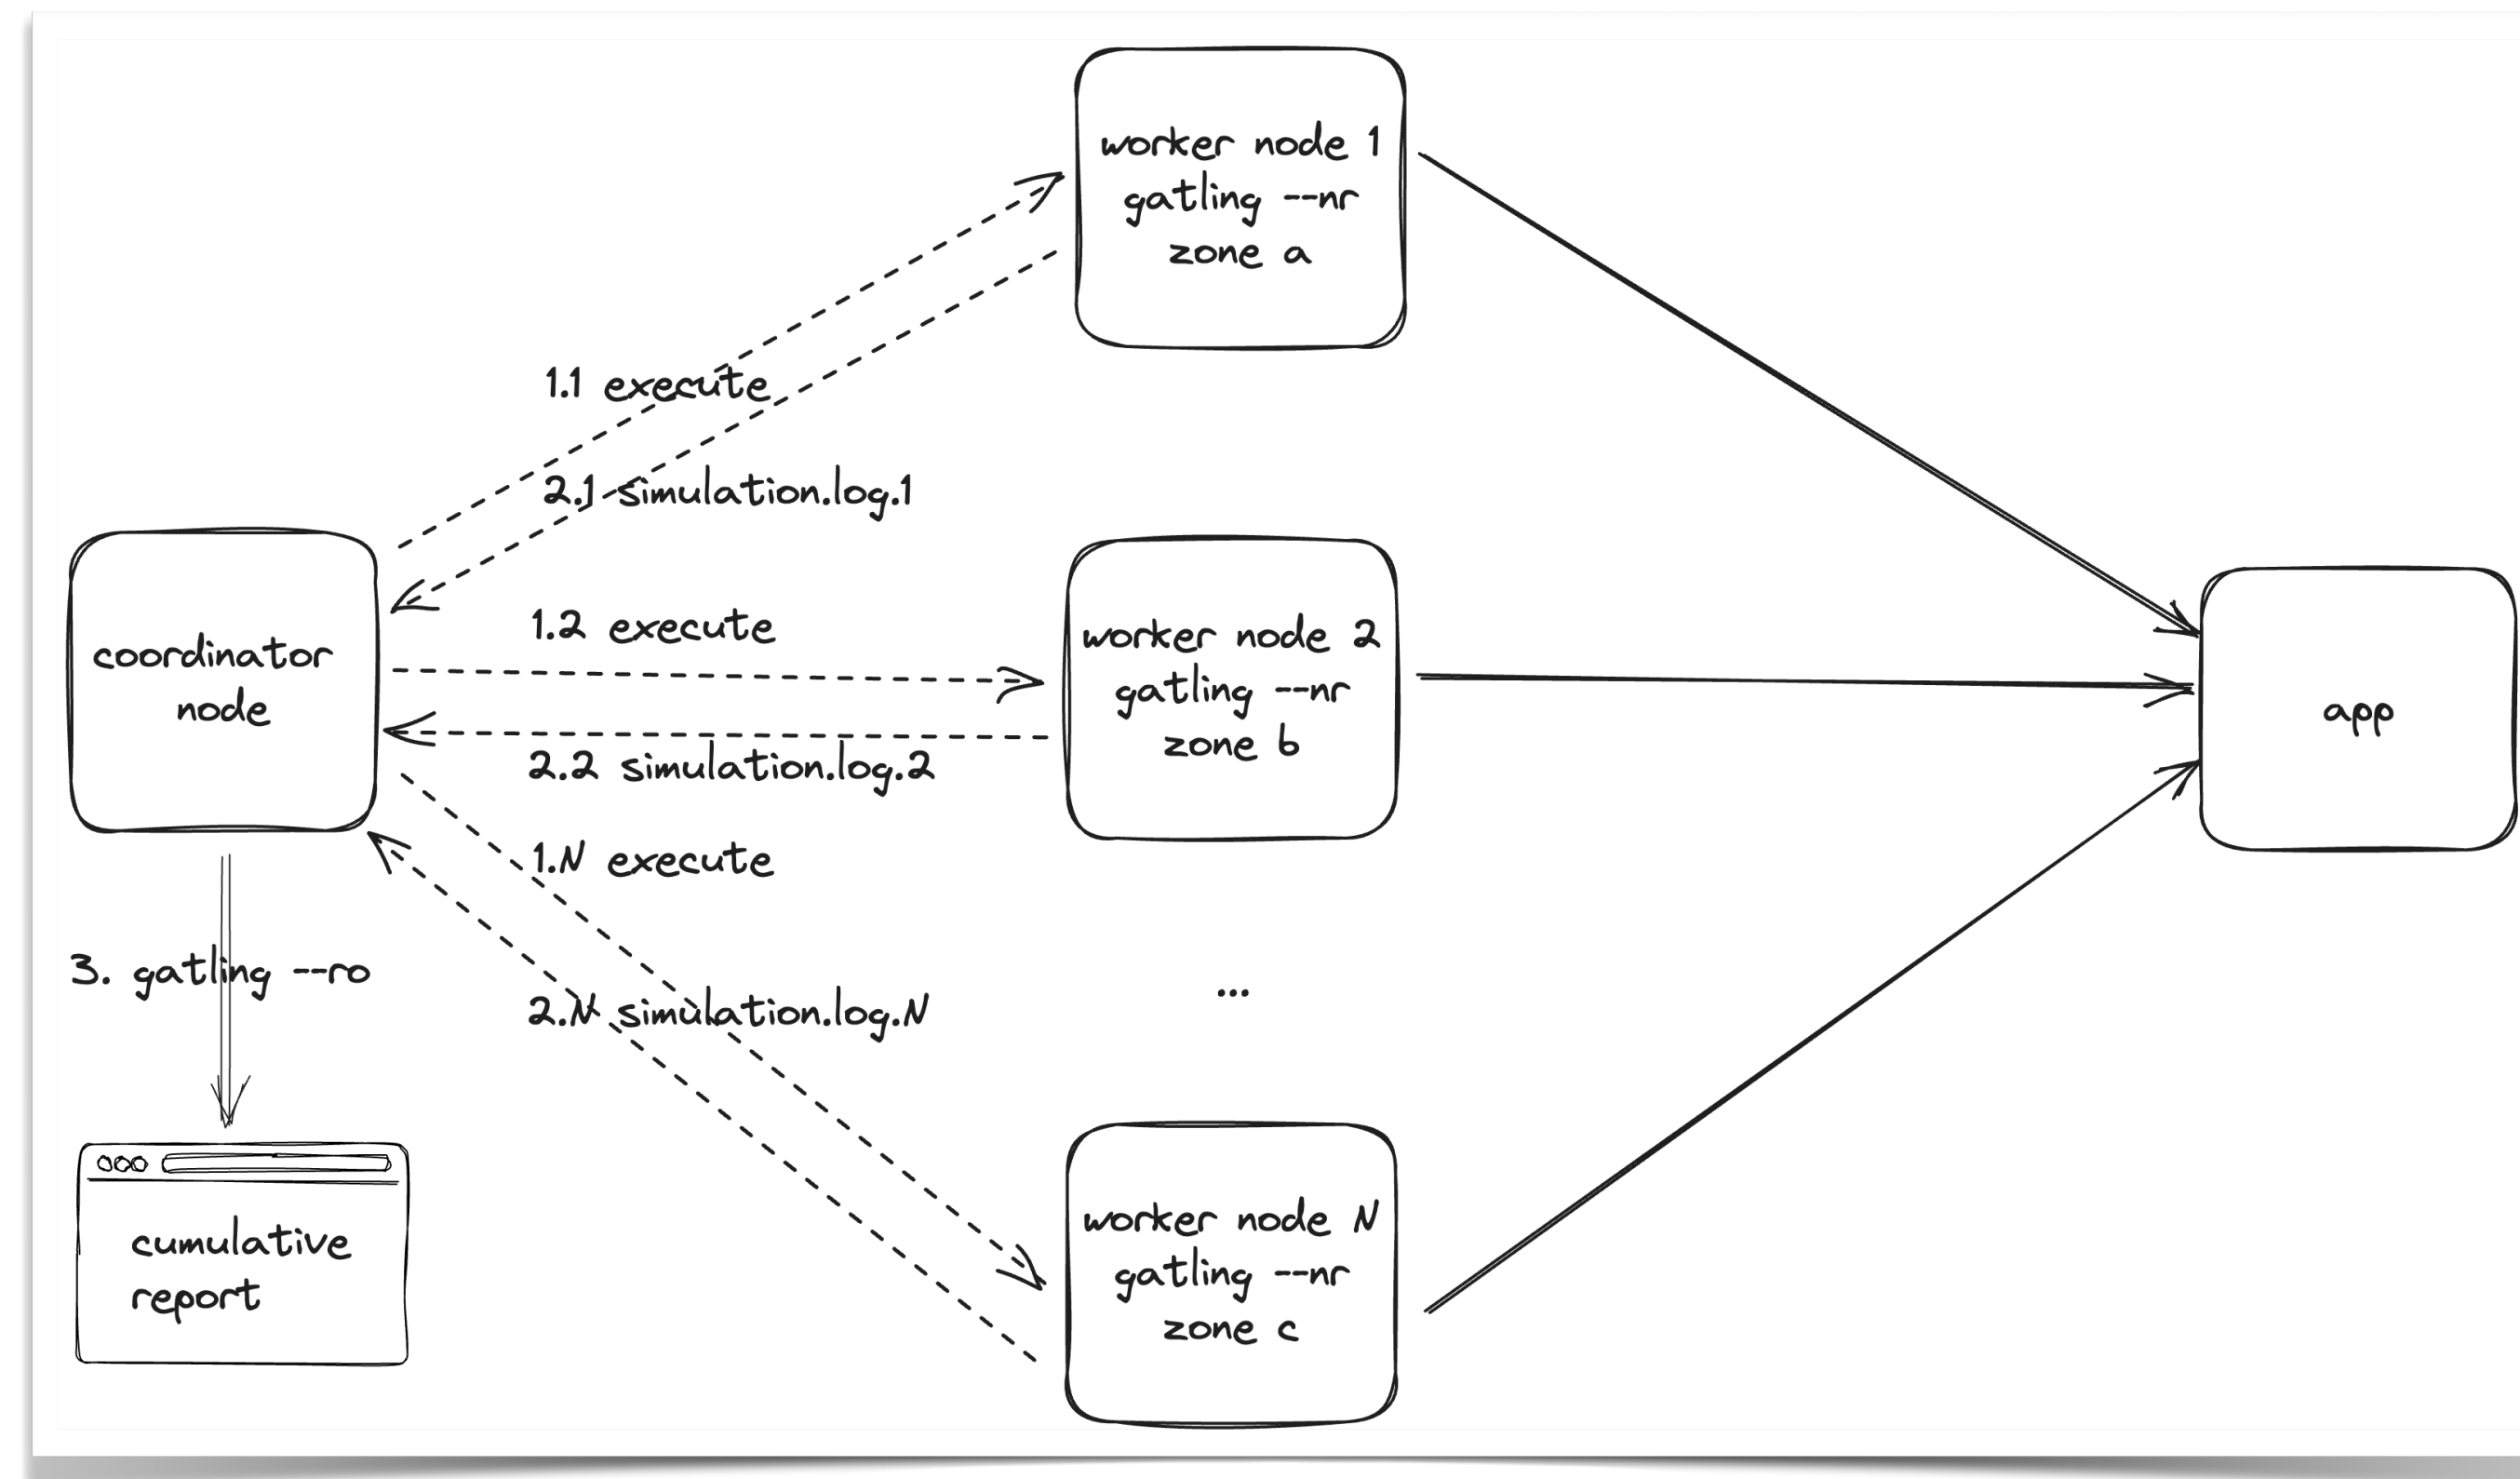 worker node 1
gatling --nr
zone a
1.1 execute
2.1 simulation.log.1
coordinator
node
1.2 execute
2.2 simulation.log.2
worker node 2
gatling --nr
zone b
app
1.N execute
2.N simulation.log.N
3. gatling --ro
...
cumulative
report
worker node N
gatling --nr
zone c